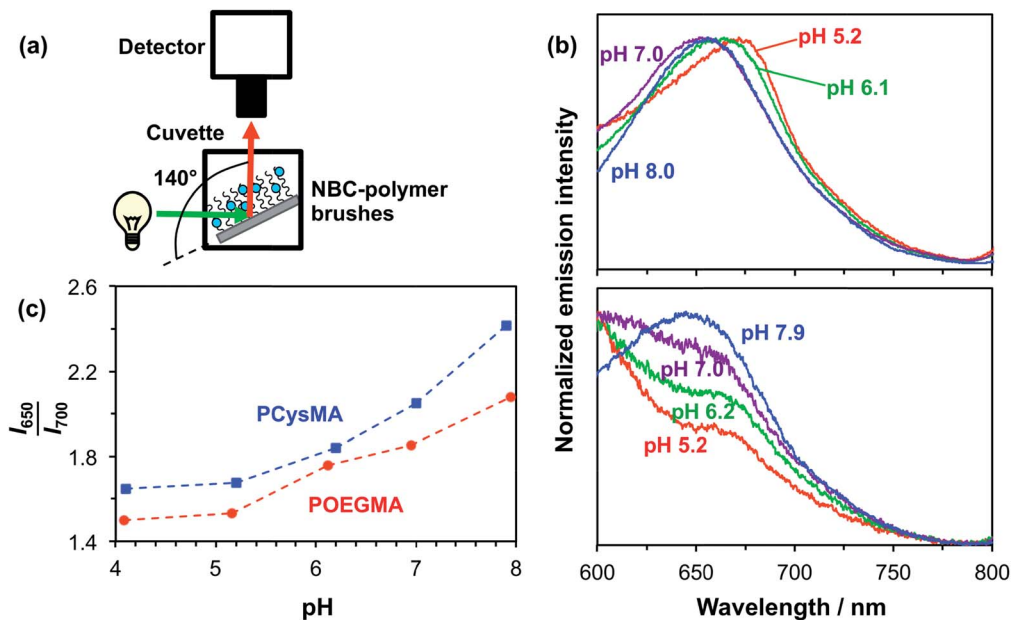 (a)
Detector
Cuvette
140°
NBC-polymer
brushes
(b)
pH 7.0
pH 5.2
pH 6.1
pH 8.0
pH 7.9
pH 7.0
pH 6.2
pH 5.2
Normalized emission intensity
600 650 700 750 800
Wavelength / nm
(c)
2.6
2.2
1.8
1.4
I650
I700
PCysMA
POEGMA
4 5 6 7 8
pH